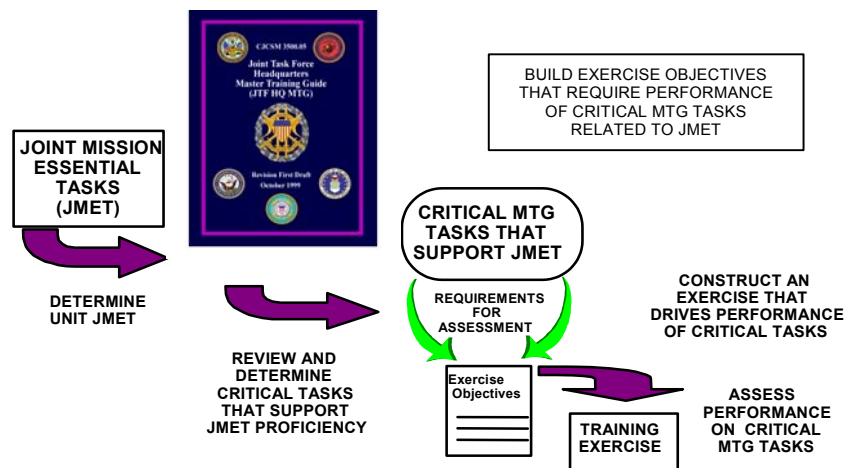 JOINT MISSION
ESSENTIAL
TASKS
(JMET)
DETERMINE
UNIT JMET
CJCSM 3500.05
Joint Task Force
Headquarters
Master Training Guide
(JTF HQ MTG)
Revision First Draft
October 1999
REVIEW AND
DETERMINE
CRITICAL TASKS
THAT SUPPORT
JMET PROFICIENCY
BUILD EXERCISE OBJECTIVES
THAT REQUIRE PERFORMANCE
OF CRITICAL MTG TASKS
RELATED TO JMET
CRITICAL MTG
TASKS THAT
SUPPORT JMET
REQUIREMENTS
FOR
ASSESSMENT
Exercise
Objectives
CONSTRUCT AN
EXERCISE THAT
DRIVES PERFORMANCE
OF CRITICAL TASKS
TRAINING
EXERCISE
ASSESS
PERFORMANCE
ON CRITICAL
MTG TASKS